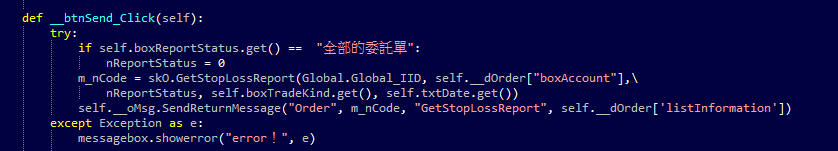 def __btnSend_Click(self):
try:
if self.boxReportStatus.get() == "全部的委託單":
nReportStatus = 0
m_nCode = skO.GetStopLossReport(Global.Global_IID, self.__dOrder["boxAccount"],\
nReportStatus, self.boxTradeKind.get(), self.txtDate.get())
self.__oMsg.SendReturnMessage("Order", m_nCode, "GetStopLossReport", self.__dOrder['listInformation'])
except Exception as e:
messagebox.showerror("error！", e)